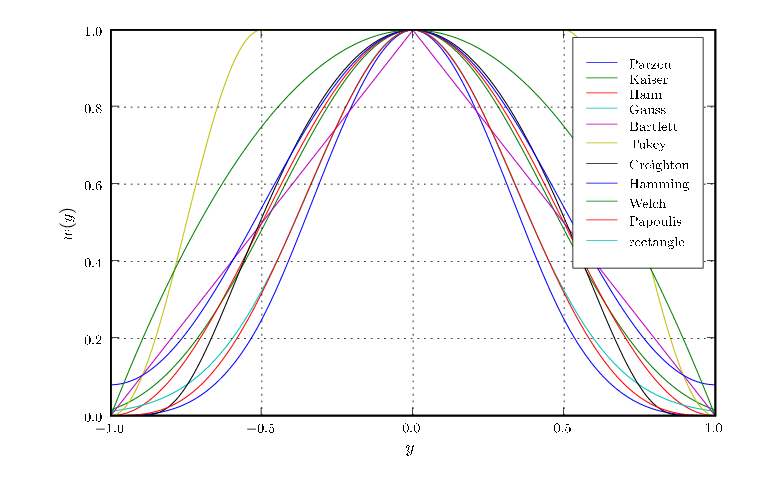 1.0
0.8
0.6
0.4
0.2
0.0
w(y)
−1.0 −0.5 0.0 0.5 1.0
y
Parzen
Kaiser
Hann
Gauss
Bartlett
Tukey
Creighton
Hamming
Welch
Papoulis
rectangle